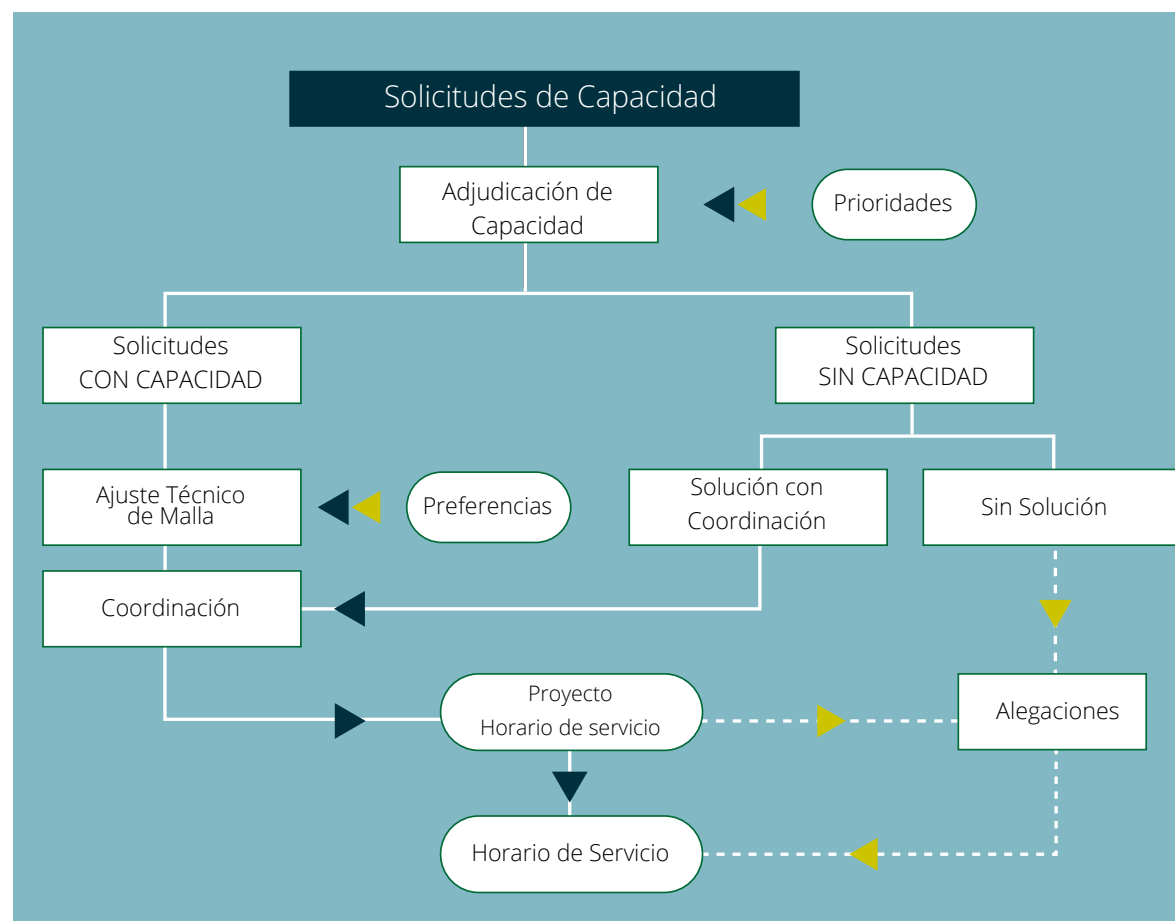 Solicitudes de Capacidad
Adjudicación de
Capacidad
Prioridades
Solicitudes
CON CAPACIDAD
Solicitudes
SIN CAPACIDAD
Ajuste Técnico
de Malla
Preferencias
Solución con
Coordinación
Sin Solución
Coordinación
Proyecto
Horario de servicio
Alegaciones
Horario de Servicio